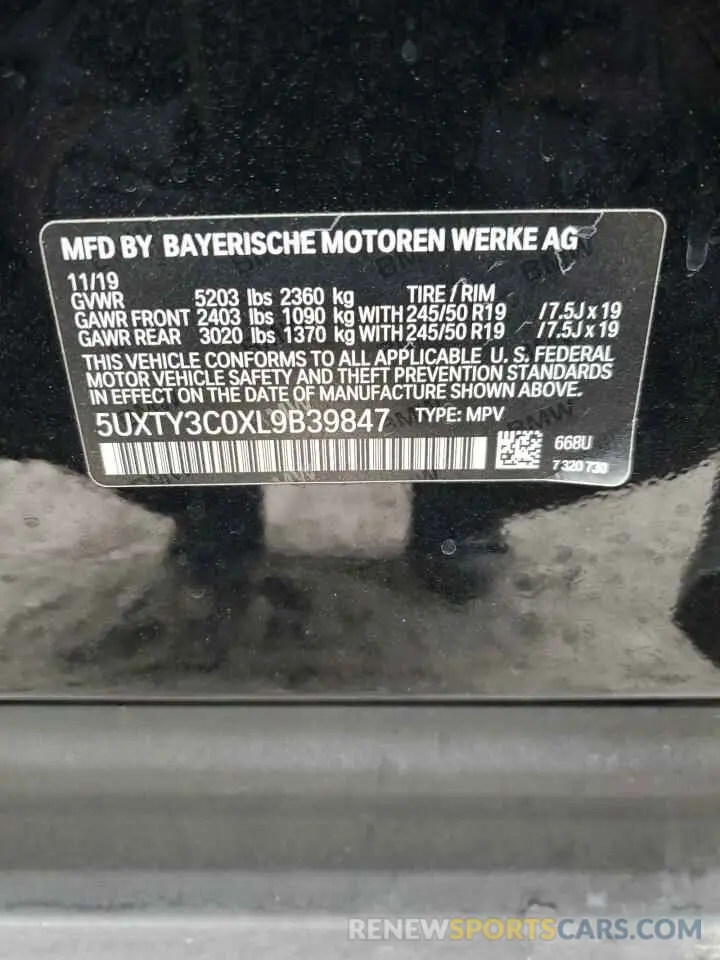 MFD BY BAYERISCHE MOTOREN WERKE AG
11/19
GVWR 5203 lbs 2360 kg TIRE / RIM
GAWR FRONT 2403 lbs 1090 kg WITH 245/50 R19 / 7.5J x 19
GAWR REAR 3020 lbs 1370 kg WITH 245/50 R19 / 7.5J x 19
THIS VEHICLE CONFORMS TO ALL APPLICABLE U. S. FEDERAL
MOTOR VEHICLE SAFETY AND THEFT PREVENTION STANDARDS
IN EFFECT ON THE DATE OF MANUFACTURE SHOWN ABOVE.
5UXTY3C0XL9B39847 TYPE: MPV
668U
7 320 730
RENEWSPORTSCARS.COM